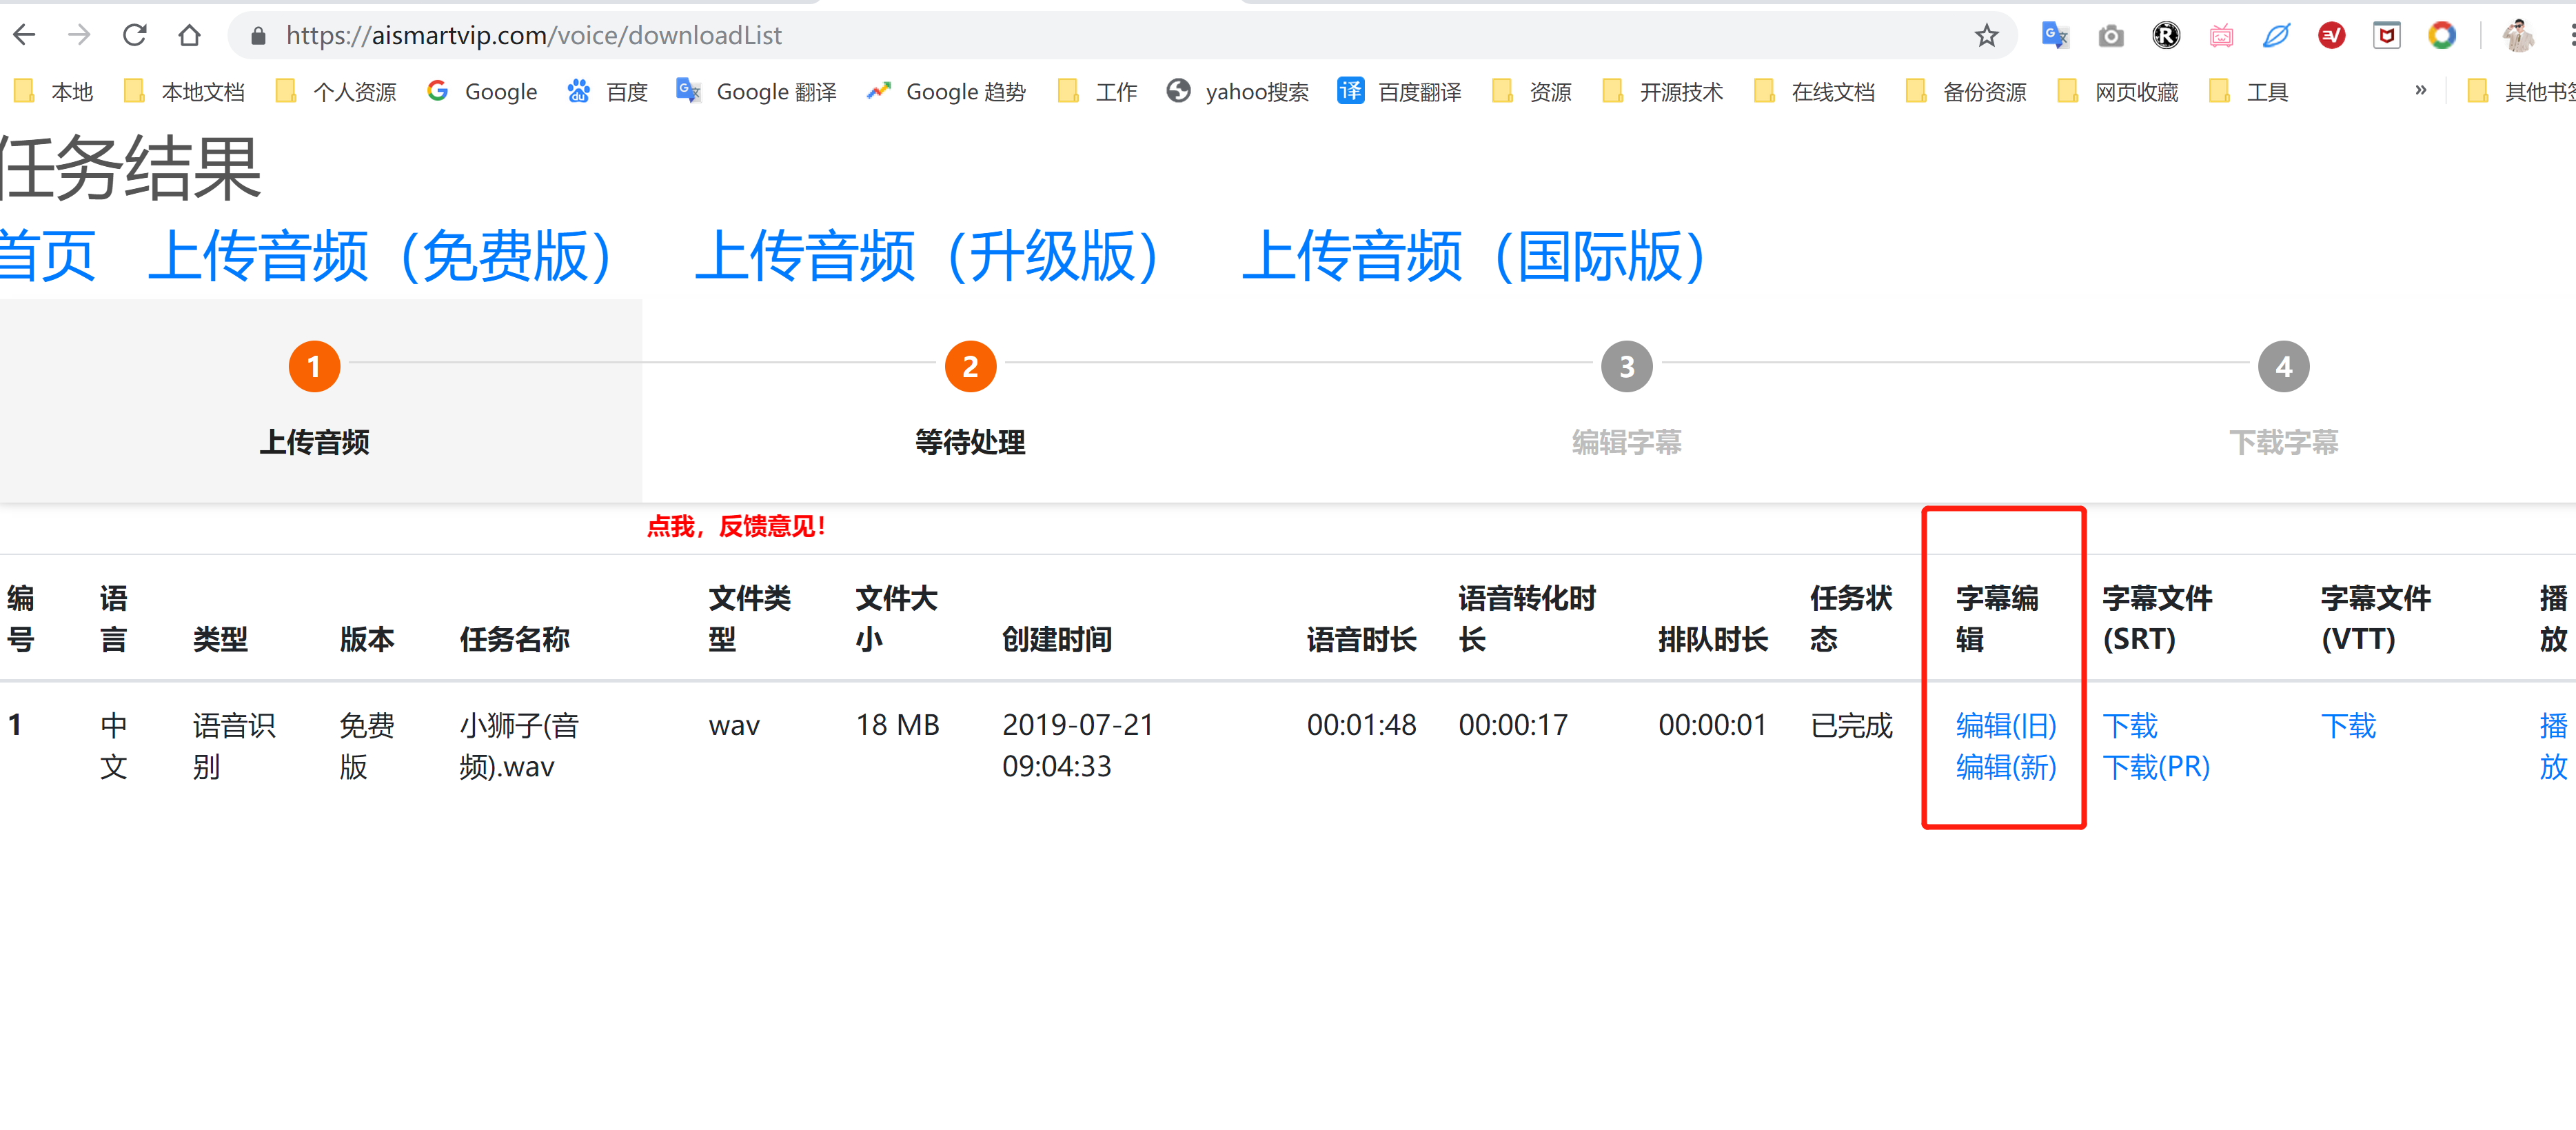 https://aismartvip.com/voice/downloadList
本地 本地文档 个人资源 Google 百度 Google 翻译 Google 趋势 工作 yahoo搜索 百度翻译 资源 开源技术 在线文档 备份资源 网页收藏 工具 » 其他书签
任务结果
首页 上传音频（免费版） 上传音频（升级版） 上传音频（国际版）
1 2 3 4
上传音频 等待处理 编辑字幕 下载字幕
点我，反馈意见！
编 语 文件类 文件大 语音转化时 任务状 字幕编 字幕文件 字幕文件 播
号 言 类型 版本 任务名称 型 小 创建时间 语音时长 长 排队时长 态 辑 (SRT) (VTT) 放
1 中 语音识 免费 小狮子(音 wav 18 MB 2019-07-21 00:01:48 00:00:17 00:00:01 已完成 编辑(旧) 下载 下载 播
文 别 版 频).wav 09:04:33 编辑(新) 下载(PR) 放